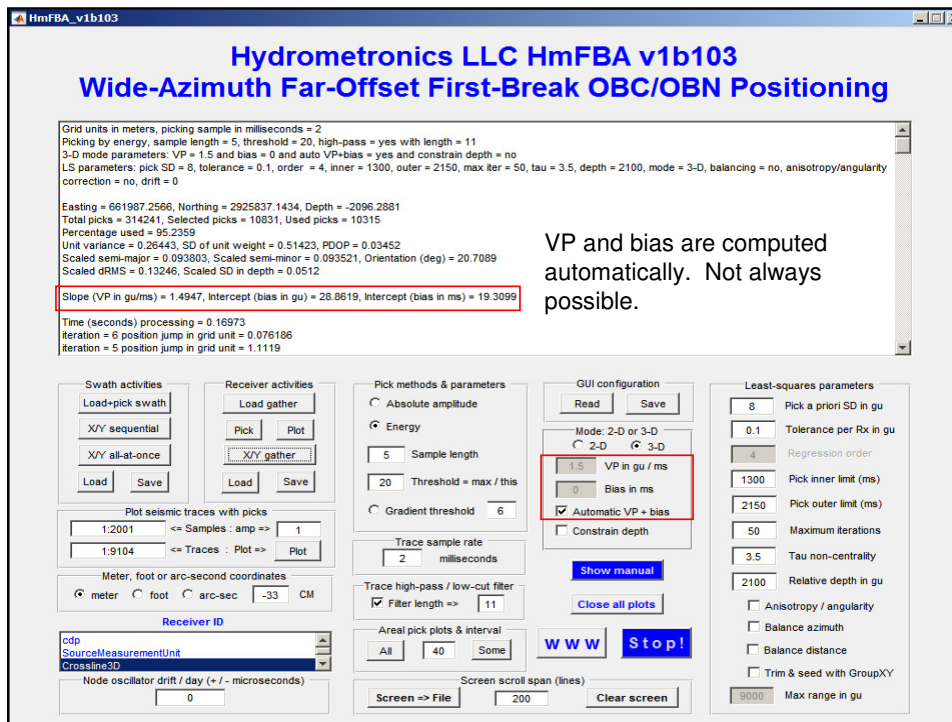 HmFBA_v1b103
Hydrometronics LLC HmFBA v1b103
Wide-Azimuth Far-Offset First-Break OBC/OBN Positioning
Grid units in meters, picking sample in milliseconds = 2
Picking by energy, sample length = 5, threshold = 20, high-pass = yes with length = 11
3-D mode parameters: VP = 1.5 and bias = 0 and auto VP+bias = yes and constrain depth = no
LS parameters: pick SD = 8, tolerance = 0.1, order = 4, inner = 1300, outer = 2150, max iter = 50, tau = 3.5, depth = 2100, mode = 3-D, balancing = no, anisotropy/angularity
correction = no, drift = 0
Easting = 661987.2566, Northing = 2925837.1434, Depth = -2096.2881
Total picks = 314241, Selected picks = 10831, Used picks = 10315
Percentage used = 95.2359
Unit variance = 0.26443, SD of unit weight = 0.51423, PDOP = 0.03452
Scaled semi-major = 0.093803, Scaled semi-minor = 0.093521, Orientation (deg) = 20.7089
Scaled dRMS = 0.13246, Scaled SD in depth = 0.0512
Slope (VP in gu/ms) = 1.4947, Intercept (bias in gu) = 28.8619, Intercept (bias in ms) = 19.3099
Time (seconds) processing = 0.16973
iteration = 6 position jump in grid unit = 0.076186
iteration = 5 position jump in grid unit = 1.1119
VP and bias are computed
automatically. Not always
possible.
Swath activities
Load+pick swath
X/Y sequential
X/Y all-at-once
Load Save
Receiver activities
Load gather
Pick Plot
X/Y gather
Load Save
Plot seismic traces with picks
1:2001 <= Samples : amp => 1
1:9104 <= Traces : Plot => Plot
Meter, foot or arc-second coordinates
meter foot arc-sec -33 CM
Receiver ID
cdp
SourceMeasurementUnit
Crossline3D
Node oscillator drift / day (+ / - microseconds)
0
Pick methods & parameters
Absolute amplitude
Energy
5 Sample length
20 Threshold = max / this
Gradient threshold 6
Trace sample rate
2 milliseconds
Trace high-pass / low-cut filter
Filter length => 11
Areal pick plots & interval
All 40 Some
Screen scroll span (lines)
Screen => File 200 Clear screen
GUI configuration
Read Save
Mode: 2-D or 3-D
2-D 3-D
1.5 VP in gu / ms
0 Bias in ms
Automatic VP + bias
Constrain depth
Show manual
Close all plots
W W W S t o p !
Least-squares parameters
8 Pick a priori SD in gu
0.1 Tolerance per Rx in gu
4 Regression order
1300 Pick inner limit (ms)
2150 Pick outer limit (ms)
50 Maximum iterations
3.5 Tau non-centrality
2100 Relative depth in gu
Anisotropy / angularity
Balance azimuth
Balance distance
Trim & seed with GroupXY
9000 Max range in gu